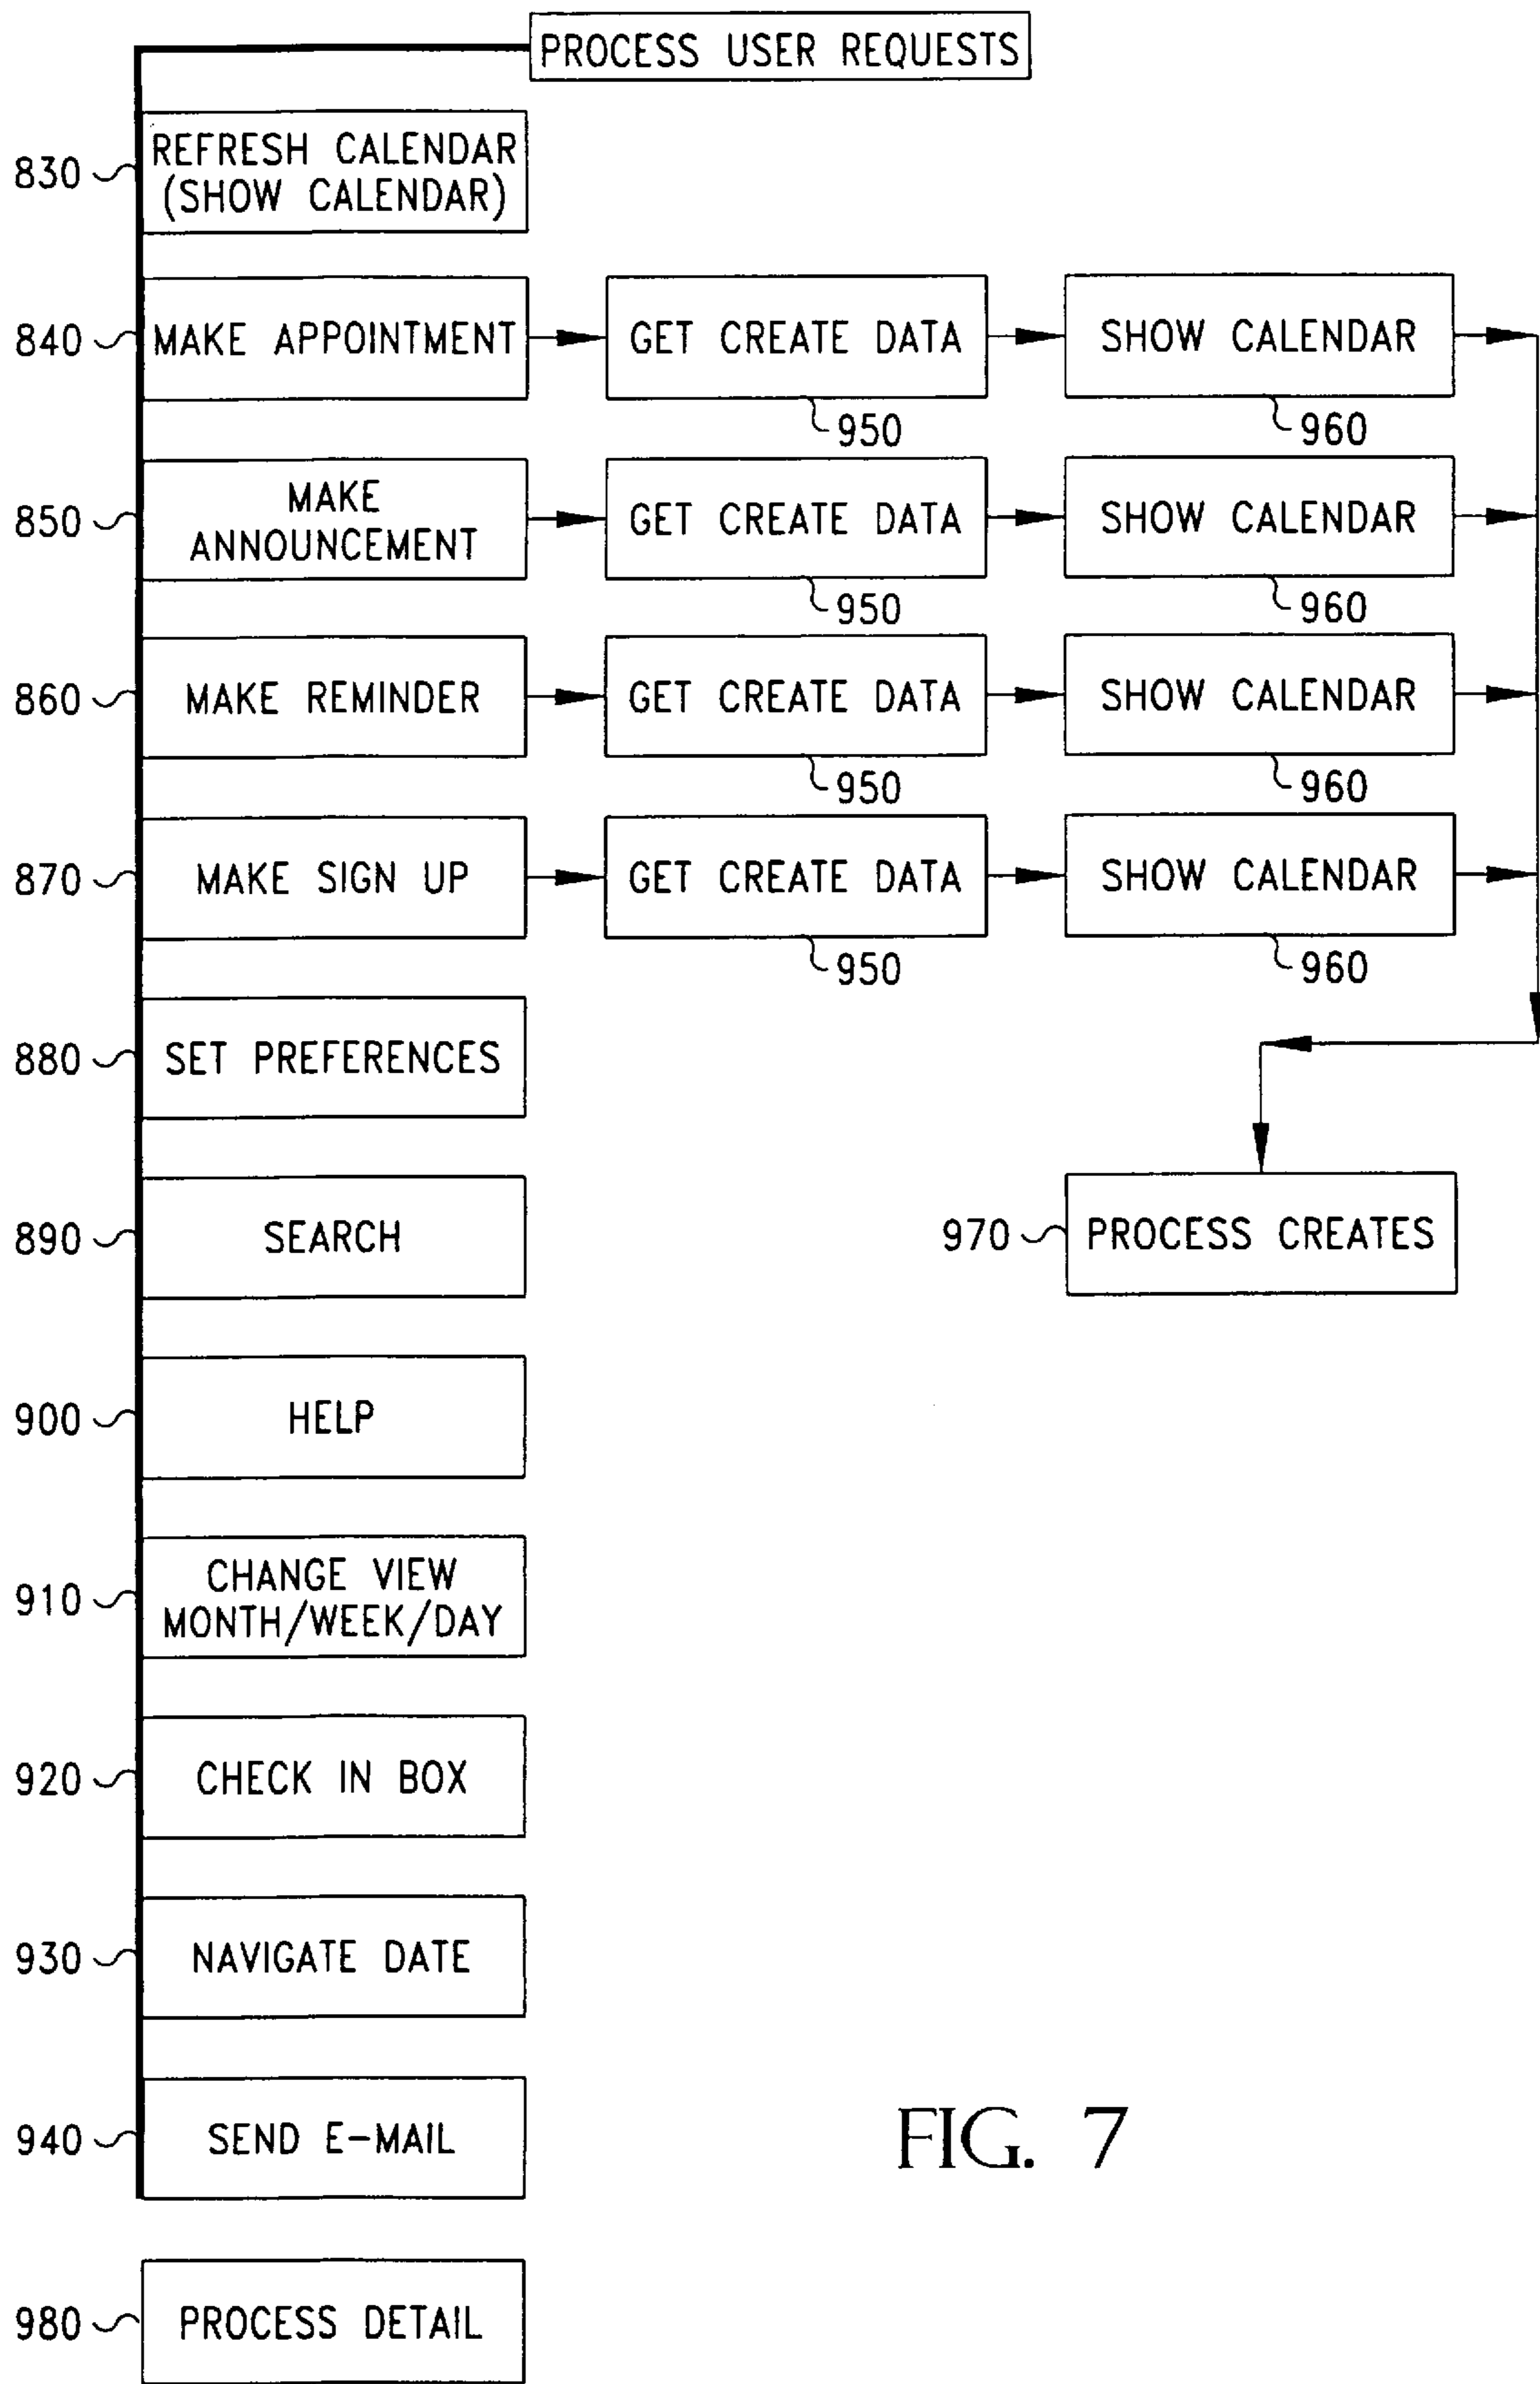 PROCESS USER REQUESTS
830
REFRESH CALENDAR
(SHOW CALENDAR)
840
MAKE APPOINTMENT
GET CREATE DATA
950
SHOW CALENDAR
960
850
MAKE
ANNOUNCEMENT
GET CREATE DATA
950
SHOW CALENDAR
960
860
MAKE REMINDER
GET CREATE DATA
950
SHOW CALENDAR
960
870
MAKE SIGN UP
GET CREATE DATA
950
SHOW CALENDAR
960
880
SET PREFERENCES
890
SEARCH
970
PROCESS CREATES
900
HELP
910
CHANGE VIEW
MONTH/WEEK/DAY
920
CHECK IN BOX
930
NAVIGATE DATE
940
SEND E-MAIL
FIG. 7
980
PROCESS DETAIL